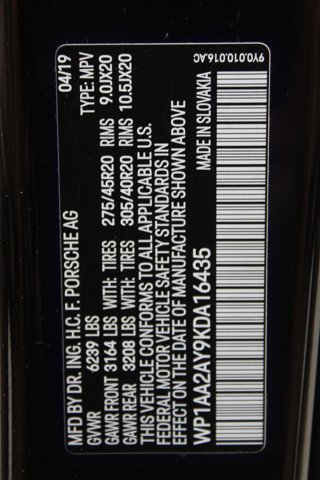 MFD BY DR. ING. H.C. F. PORSCHE AG 04/19
GVWR 6239 LBS TYPE: MPV
GAWR FRONT 3164 LBS WITH: TIRES 275/45R20 RIMS 9.0JX20
GAWR REAR 3208 LBS WITH: TIRES 305/40R20 RIMS 10.5JX20
THIS VEHICLE CONFORMS TO ALL APPLICABLE U.S.
FEDERAL MOTOR VEHICLE SAFETY STANDARDS IN
EFFECT ON THE DATE OF MANUFACTURE SHOWN ABOVE
WP1AA2AY9KDA16435 MADE IN SLOVAKIA
9Y0.010.016.AC